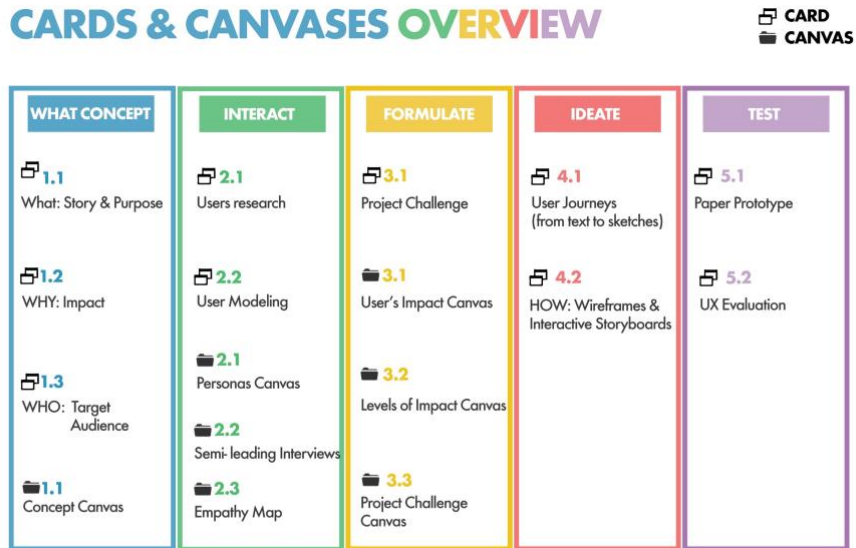 CARDS & CANVASES OVERVIEW
CARD
CANVAS
WHAT CONCEPT
1.1
What: Story & Purpose
1.2
WHY: Impact
1.3
WHO: Target
Audience
1.1
Concept Canvas
INTERACT
2.1
Users research
2.2
User Modeling
2.1
Personas Canvas
2.2
Semi-leading Interviews
2.3
Empathy Map
FORMULATE
3.1
Project Challenge
3.1
User's Impact Canvas
3.2
Levels of Impact Canvas
3.3
Project Challenge
Canvas
IDEATE
4.1
User Journeys
(from text to sketches)
4.2
HOW: Wireframes &
Interactive Storyboards
TEST
5.1
Paper Prototype
5.2
UX Evaluation